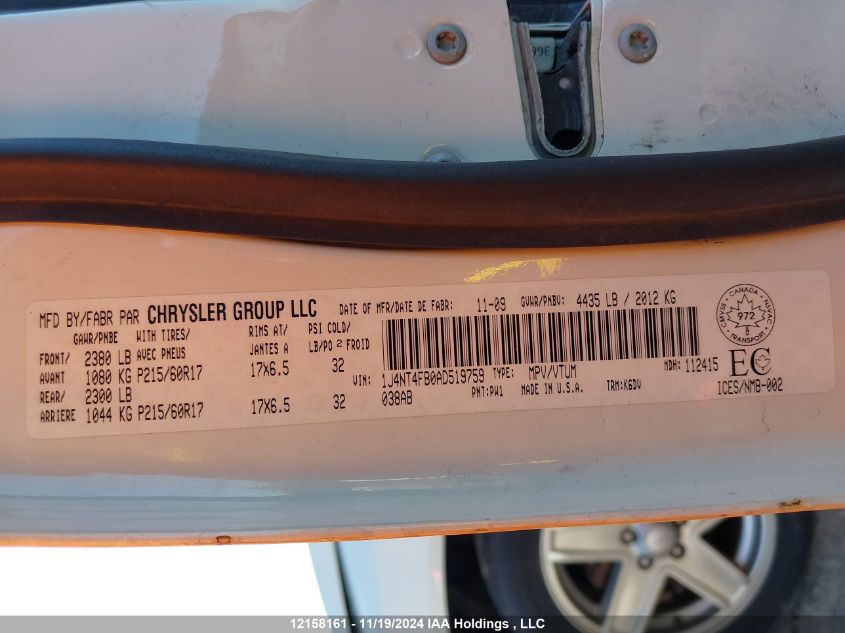 MFD BY/FABR PAR CHRYSLER GROUP LLC DATE OF MFR/DATE DE FABR: 11-09 GVWR/PNBV: 4435 LB / 2012 KG
GAWR/PNBE WITH TIRES/ RIMS AT/ PSI COLD/
AVEC PNEUS JANTES A LB/PO2 FROID
FRONT/ 2380 LB
AVANT 1080 KG P215/60R17 17X6.5 32
REAR/ 2300 LB
ARRIERE 1044 KG P215/60R17 17X6.5 32
VIN: 1J4NT4FB0AD519759 TYPE: MPV/VTUM MDH: 112415
038AB PNT: PW1 MADE IN U.S.A. TRM: K6DV
CANADA
CMVSS 972 NSVAC
TRANSPORT
EC
ICES/NMB-002
12158161 - 11/19/2024 IAA Holdings , LLC